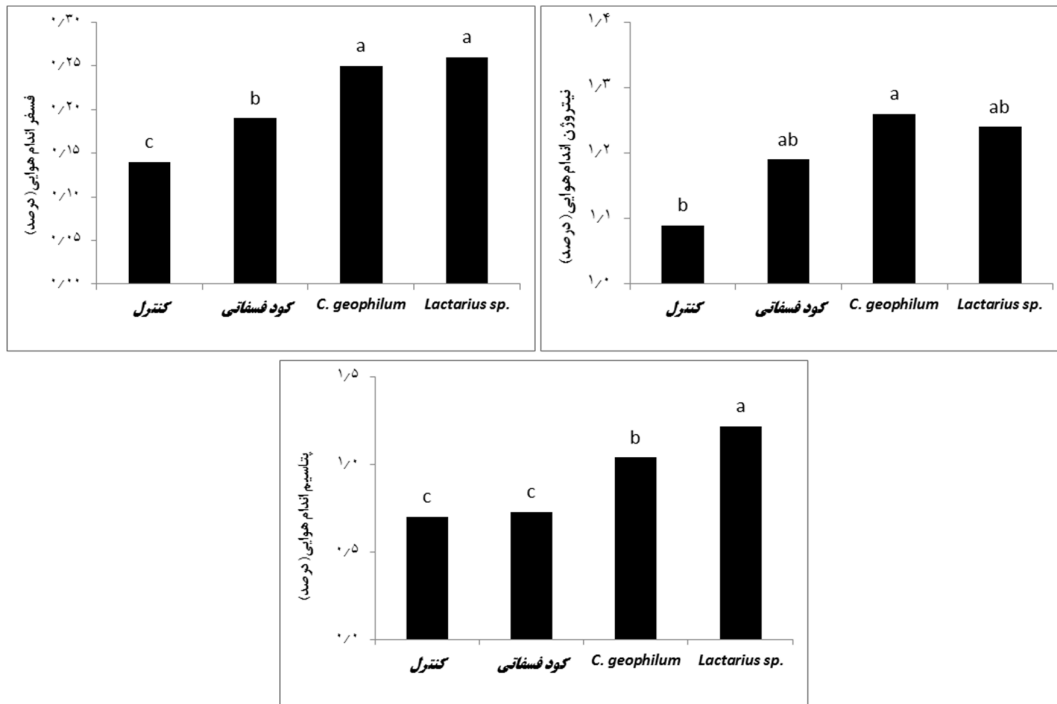 فسفر اندام هوایی(درصد)
۰٫۳۰
۰٫۲۵
۰٫۲۰
۰٫۱۵
۰٫۱۰
۰٫۰۵
۰٫۰۰
c
b
a
a
کنترل
کود فسفاتی
C. geophilum
Lactarius sp.
نیتروژن اندام هوایی(درصد)
۱٫۴
۱٫۳
۱٫۲
۱٫۱
۱٫۰
b
ab
a
ab
کنترل
کود فسفاتی
C. geophilum
Lactarius sp.
پتاسیم اندام هوایی(درصد)
۱٫۵
۱٫۰
۰٫۵
۰٫۰
c
c
b
a
کنترل
کود فسفاتی
C. geophilum
Lactarius sp.